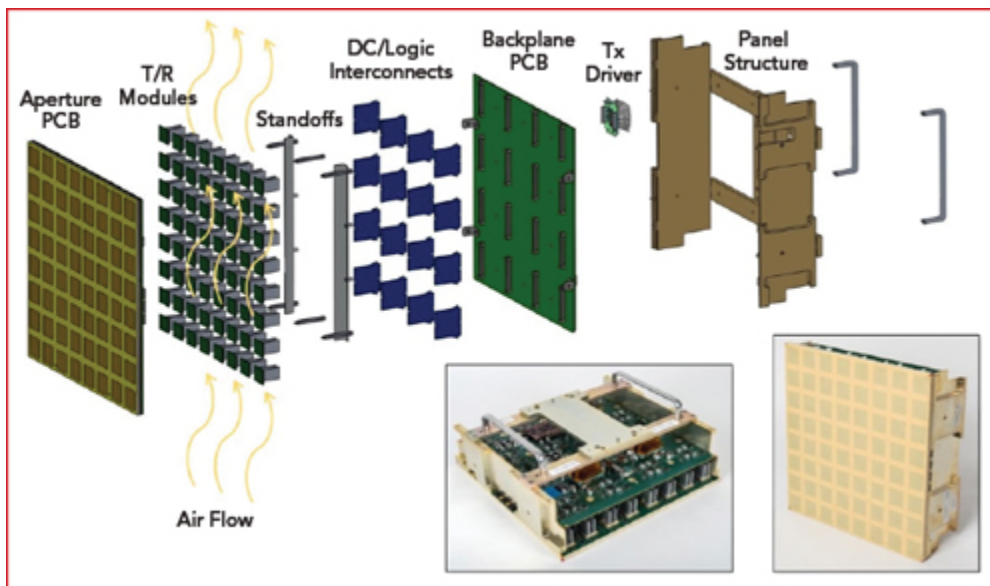 Aperture
PCB
T/R
Modules
Standoffs
DC/Logic
Interconnects
Backplane
PCB
Tx
Driver
Panel
Structure
Air Flow